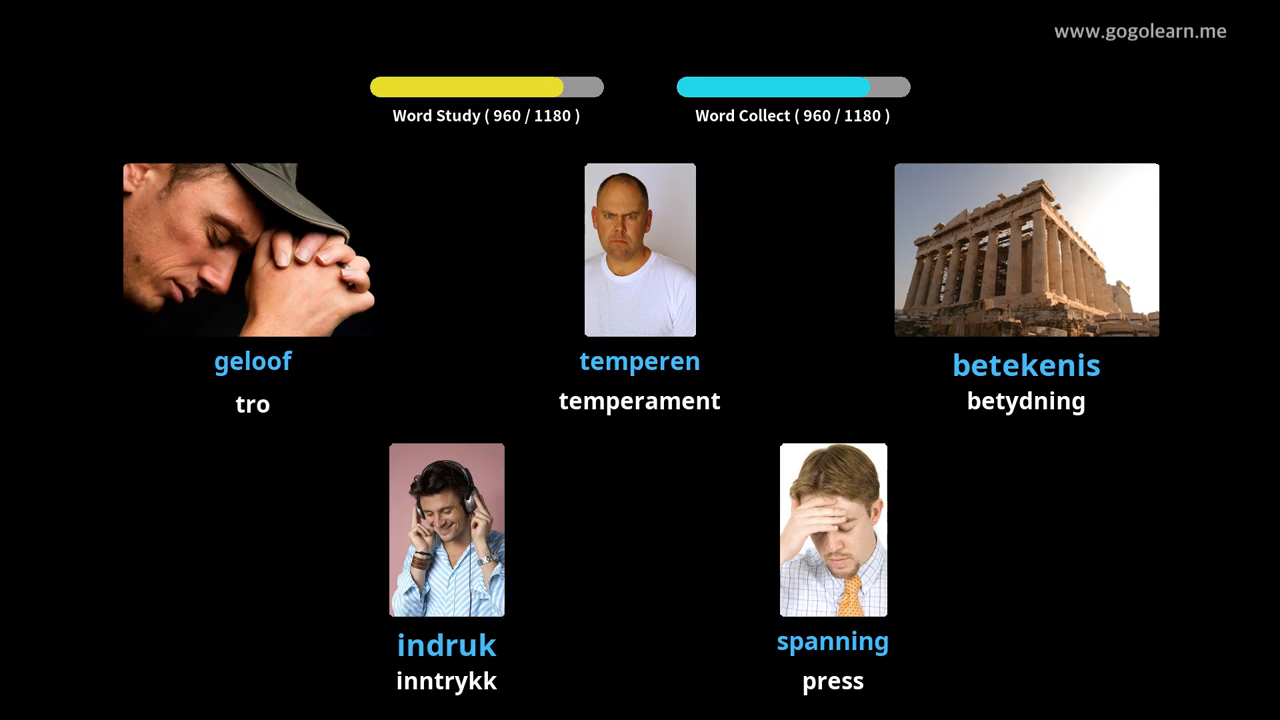 www.gogolearn.me
Word Study ( 960 / 1180 )
Word Collect ( 960 / 1180 )
geloof
tro
temperen
temperament
betekenis
betydning
indruk
inntrykk
spanning
press